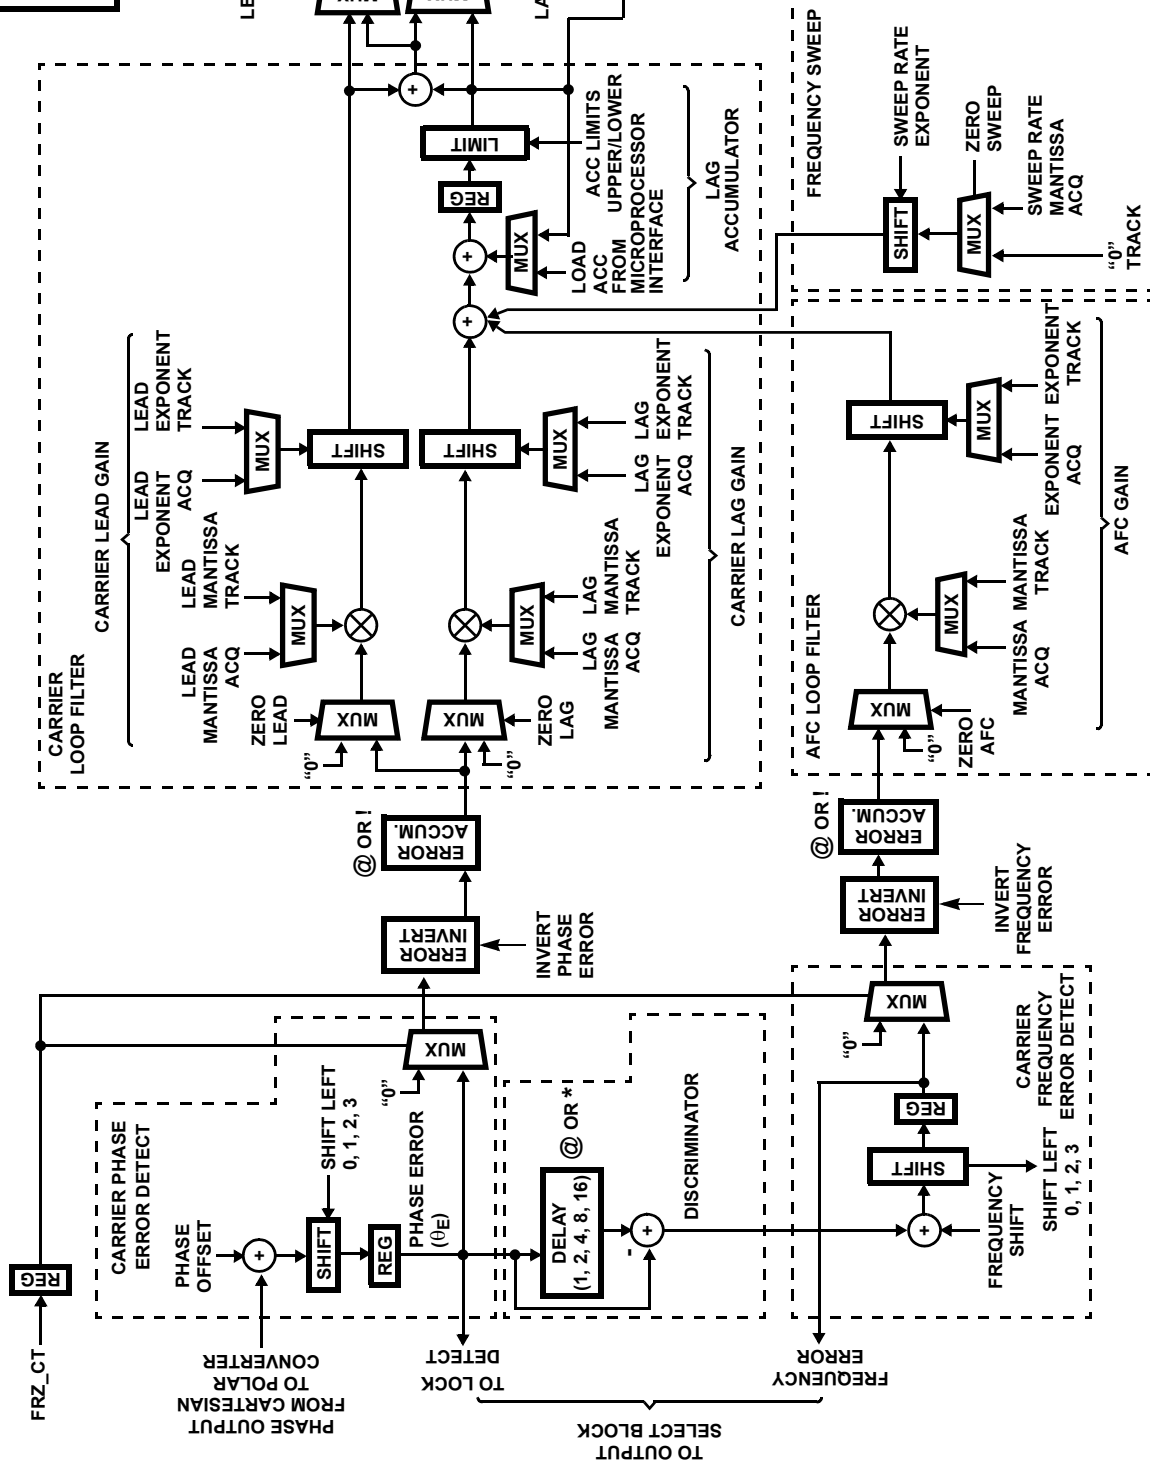 LE
MUX
MUX
LA
FREQUENCY SWEEP
SWEEP RATE
EXPONENT
ZERO
SWEEP
SWEEP RATE
MANTISSA
ACQ
SHIFT
MUX
“0”
TRACK
+
LIMIT
REG
ACC LIMITS
UPPER/LOWER
MUX
LOAD
ACC
FROM
MICROPROCESSOR
INTERFACE
LAG
ACCUMULATOR
+
+
CARRIER
LOOP FILTER
CARRIER LEAD GAIN
LEAD
EXPONENT
TRACK
LEAD
EXPONENT
ACQ
MUX
SHIFT
LEAD
MANTISSA
TRACK
LEAD
MANTISSA
ACQ
MUX
ZERO
LEAD
“0”
MUX
SHIFT
MUX
LAG
EXPONENT
TRACK
LAG
EXPONENT
ACQ
LAG
MANTISSA
TRACK
LAG
MANTISSA
ACQ
MUX
MUX
ZERO
LAG
“0”
CARRIER LAG GAIN
AFC LOOP FILTER
SHIFT
MUX
EXPONENT
TRACK
EXPONENT
ACQ
MUX
MANTISSA
TRACK
MANTISSA
ACQ
MUX
“0”
ZERO
AFC
AFC GAIN
@ OR !
ERROR
ACCUM.
ERROR
INVERT
INVERT
PHASE
ERROR
@ OR !
ERROR
ACCUM.
ERROR
INVERT
INVERT
FREQUENCY
ERROR
CARRIER PHASE
ERROR DETECT
PHASE
OFFSET
+
SHIFT
SHIFT LEFT
0, 1, 2, 3
REG
PHASE ERROR
(θE)
“0”
MUX
REG
FRZ_CT
PHASE OUTPUT
FROM CARTESIAN
TO POLAR
CONVERTER
TO LOCK
DETECT
@ OR *
DELAY
(1, 2, 4, 8, 16)
-
+
DISCRIMINATOR
MUX
“0”
CARRIER
FREQUENCY
ERROR DETECT
REG
SHIFT
SHIFT LEFT
0, 1, 2, 3
+
FREQUENCY
SHIFT
FREQUENCY
ERROR
TO OUTPUT
SELECT BLOCK